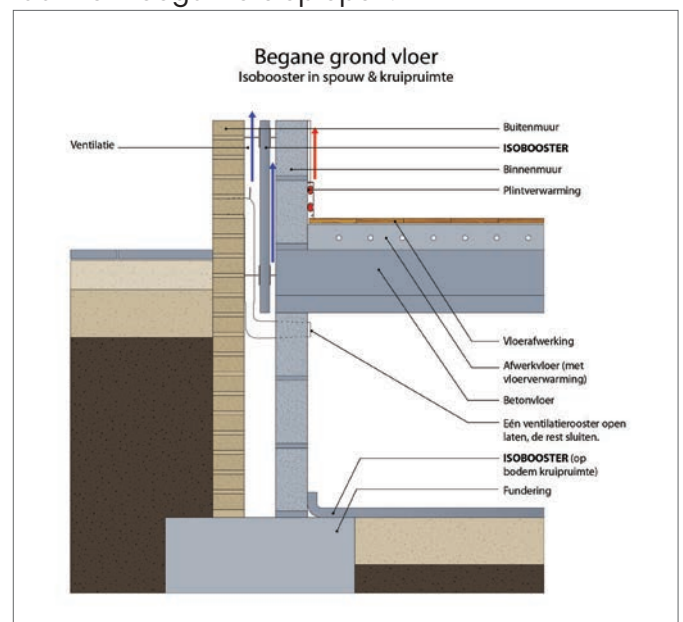 Begane grond vloer
Isobooster in spouw & kruipruimte
Ventilatie
Buitenmuur
ISOBOOSTER
Binnenmuur
Plintverwarming
Vloerafwerking
Afwerkvloer (met
vloerverwarming)
Betonvloer
Eén ventilatierooster open
laten, de rest sluiten.
ISOBOOSTER (op
bodem kruipruimte)
Fundering